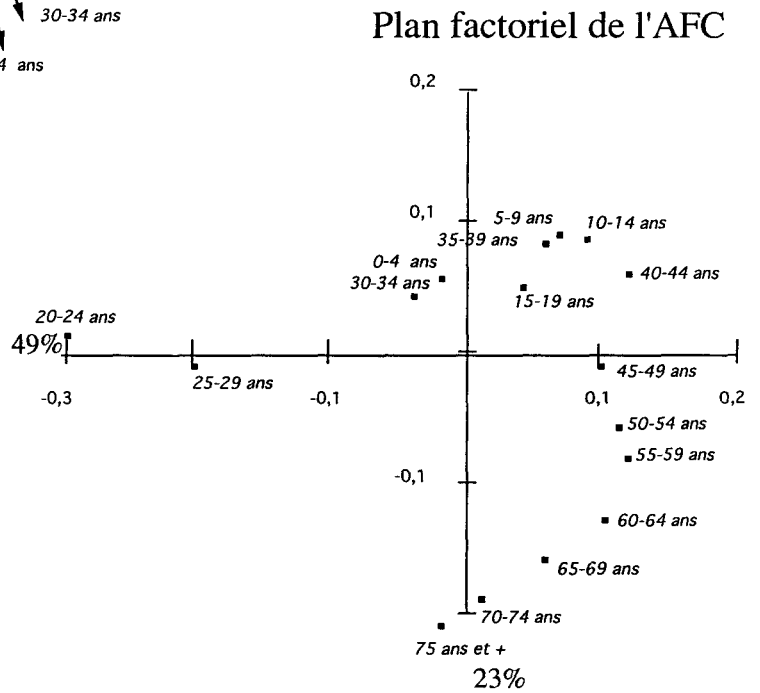 30-34 ans
Plan factoriel de l'AFC
4 ans
0,2
0,1
5-9 ans
10-14 ans
35-39 ans
0-4 ans
40-44 ans
30-34 ans
15-19 ans
20-24 ans
49%
25-29 ans
45-49 ans
-0,3
-0,1
0,1
0,2
50-54 ans
55-59 ans
-0,1
60-64 ans
65-69 ans
70-74 ans
75 ans et +
23%